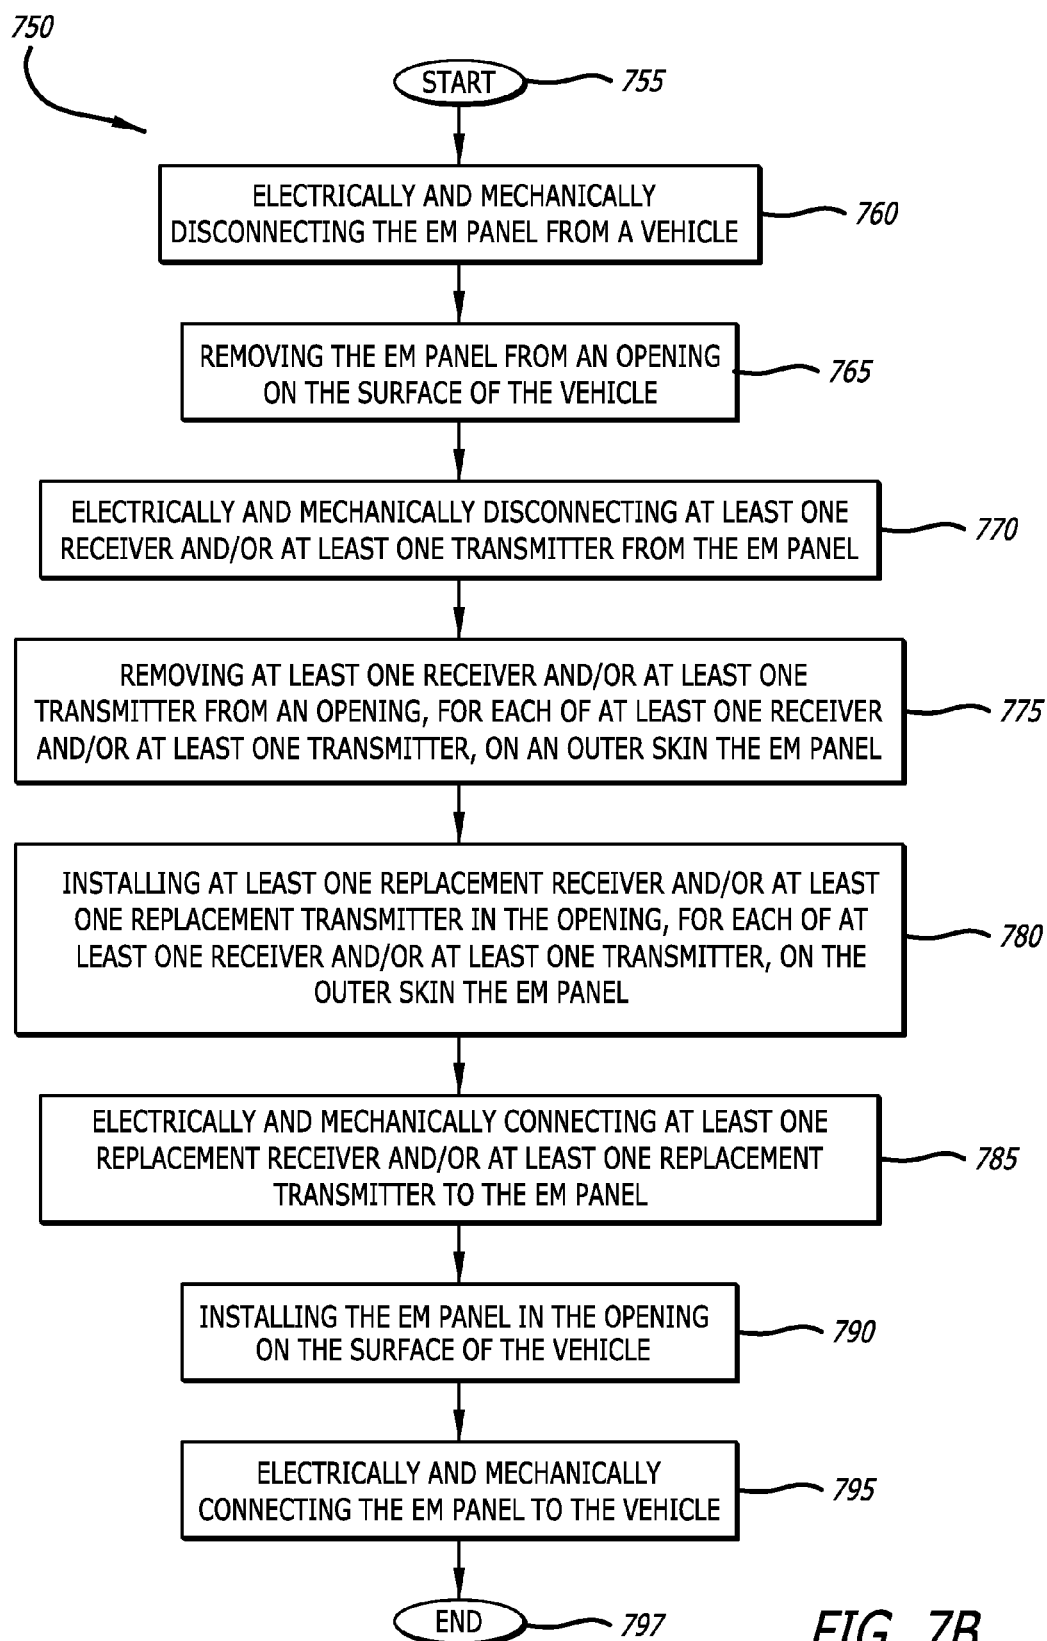 750
START
755
ELECTRICALLY AND MECHANICALLY
DISCONNECTING THE EM PANEL FROM A VEHICLE
760
REMOVING THE EM PANEL FROM AN OPENING
ON THE SURFACE OF THE VEHICLE
765
ELECTRICALLY AND MECHANICALLY DISCONNECTING AT LEAST ONE
RECEIVER AND/OR AT LEAST ONE TRANSMITTER FROM THE EM PANEL
770
REMOVING AT LEAST ONE RECEIVER AND/OR AT LEAST ONE
TRANSMITTER FROM AN OPENING, FOR EACH OF AT LEAST ONE RECEIVER
AND/OR AT LEAST ONE TRANSMITTER, ON AN OUTER SKIN THE EM PANEL
775
INSTALLING AT LEAST ONE REPLACEMENT RECEIVER AND/OR AT LEAST
ONE REPLACEMENT TRANSMITTER IN THE OPENING, FOR EACH OF AT
LEAST ONE RECEIVER AND/OR AT LEAST ONE TRANSMITTER, ON THE
OUTER SKIN THE EM PANEL
780
ELECTRICALLY AND MECHANICALLY CONNECTING AT LEAST ONE
REPLACEMENT RECEIVER AND/OR AT LEAST ONE REPLACEMENT
TRANSMITTER TO THE EM PANEL
785
INSTALLING THE EM PANEL IN THE OPENING
ON THE SURFACE OF THE VEHICLE
790
ELECTRICALLY AND MECHANICALLY
CONNECTING THE EM PANEL TO THE VEHICLE
795
END
797
FIG. 7B